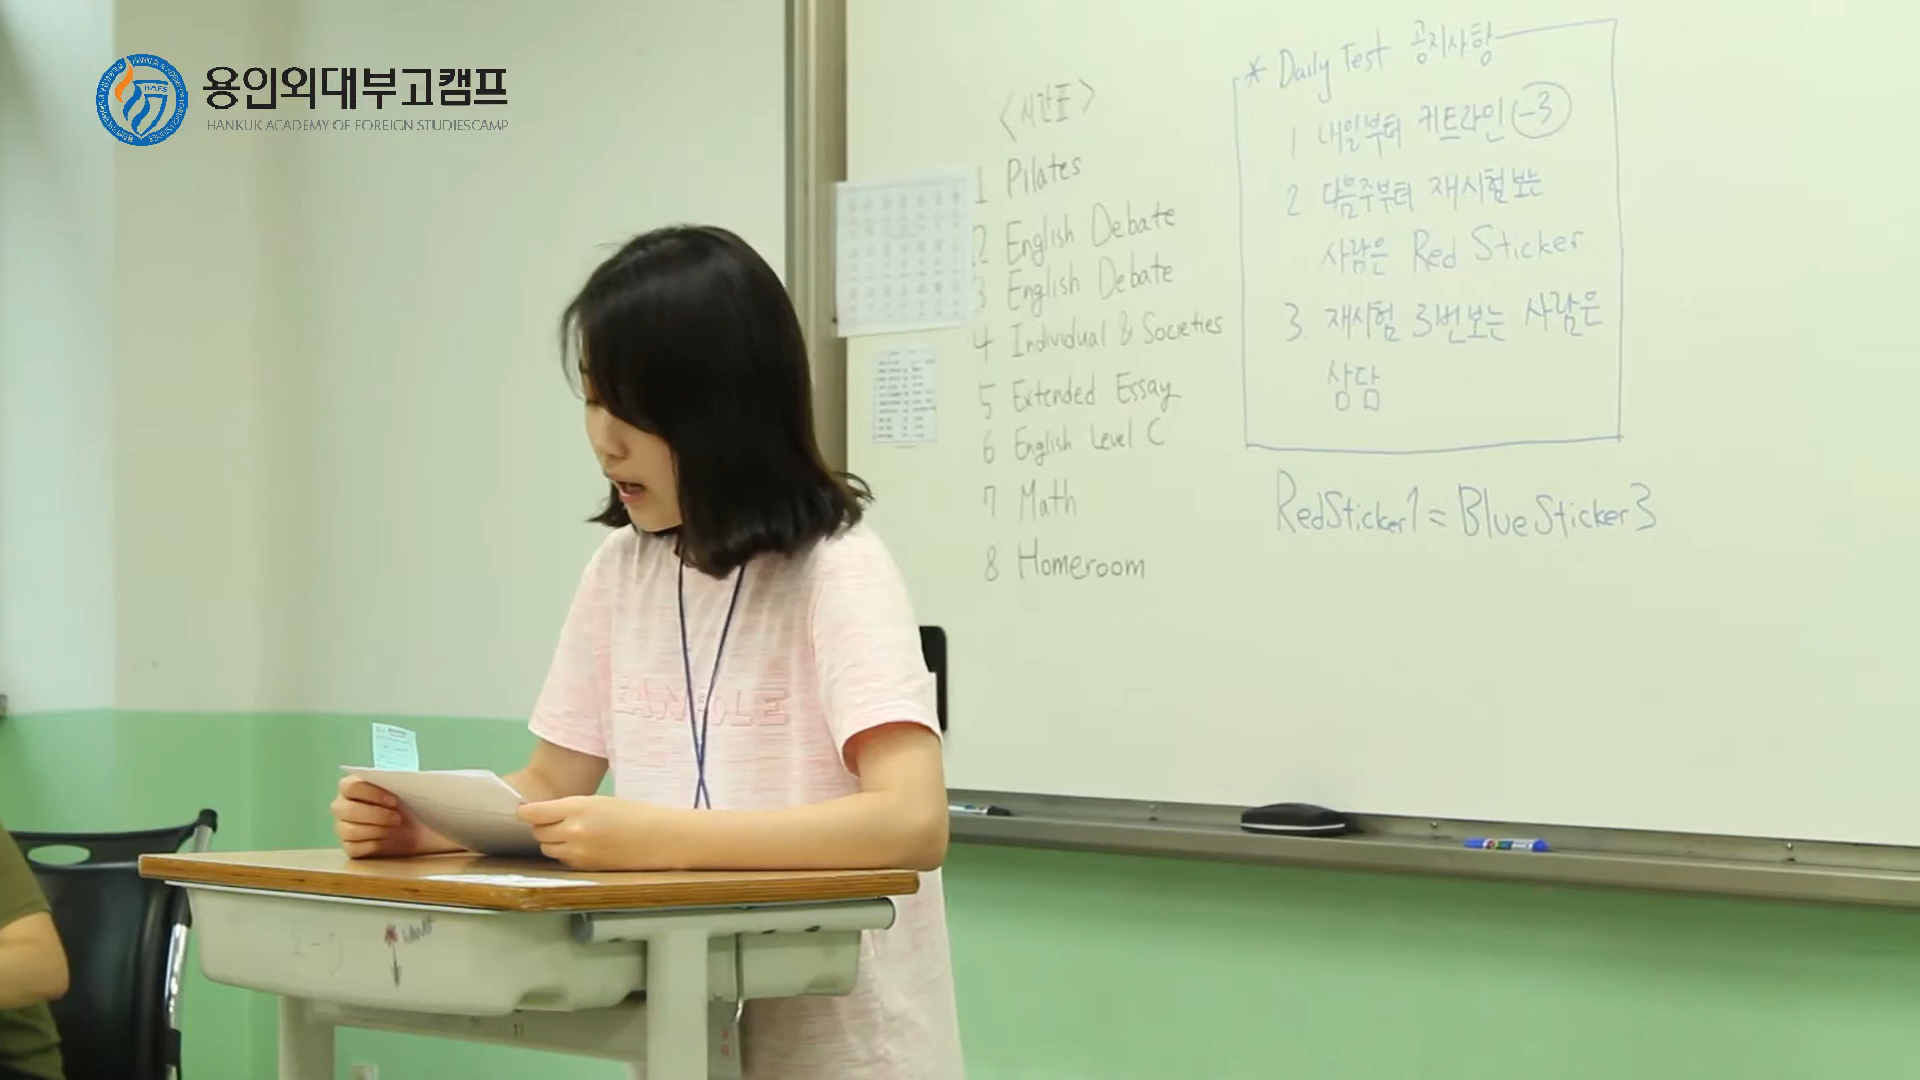 용인외대부고캠프
HANKUK ACADEMY OF FOREIGN STUDIES CAMP
HAFS
<시간표>
1 Pilates
2 English Debate
3 English Debate
4 Individual & Societies
5 Extended Essay
6 English Level C
7 Math
8 Homeroom
* Daily Test 공지사항
1 내일부터 커트라인 -3
2 다음주부터 재시험보는
사람은 Red Sticker
3. 재시험 3번보는 사람은
상담
RedSticker1 = BlueSticker3